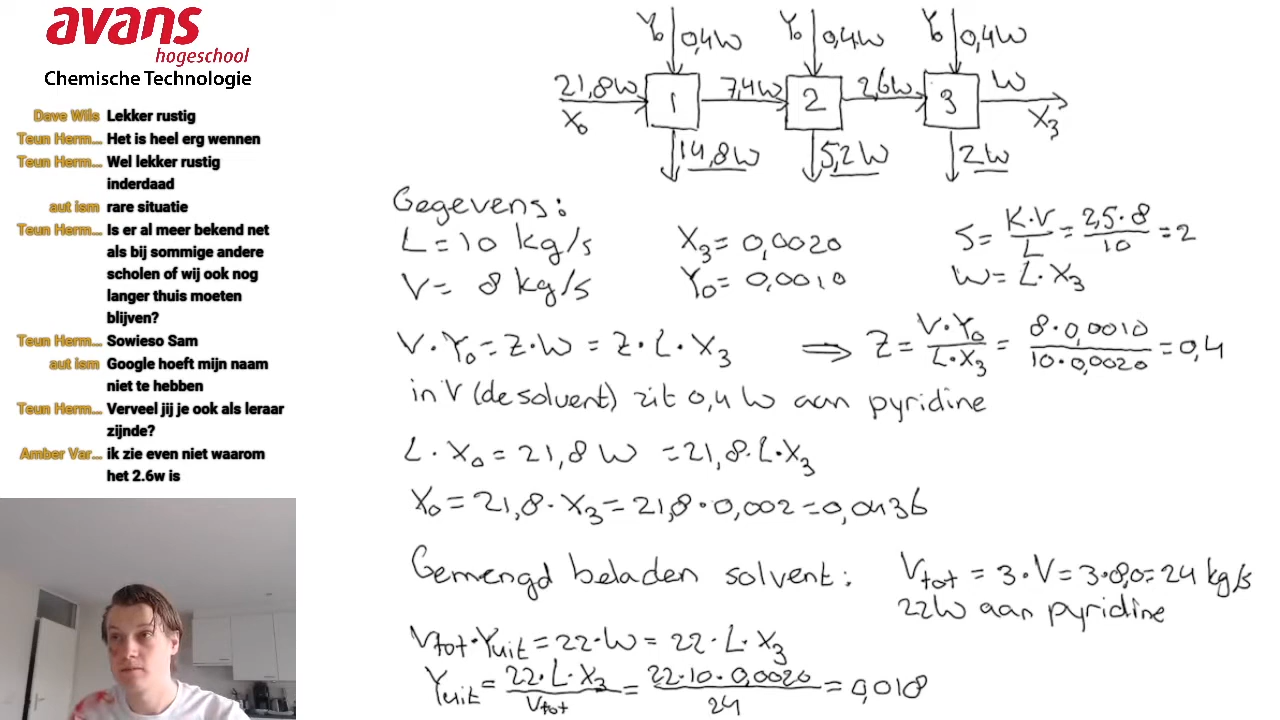 avans
hogeschool
Chemische Technologie
Dave Wils Lekker rustig
Teun Herm... Het is heel erg wennen
Teun Herm... Wel lekker rustig
inderdaad
aut ism rare situatie
Teun Herm... Is er al meer bekend net
als bij sommige andere
scholen of wij ook nog
langer thuis moeten
blijven?
Teun Herm... Sowieso Sam
aut ism Google hoeft mijn naam
niet te hebben
Teun Herm... Verveel jij je ook als leraar
zijnde?
Amber Var... ik zie even niet waarom
het 2.6w is
Y₀ 0,4W Y₀ 0,4W Y₀ 0,4W
21,8W 1 7,4W 2 2,6W 3 W
X₀ X₃
14,8W 5,2W 2W
Gegevens:
L = 10 kg/s X₃ = 0,0020 S = K·V/L = 2,5·8/10 = 2
V = 8 kg/s Y₀ = 0,0010 W = L·X₃
V·Y₀ = Z·W = Z·L·X₃ ⟹ Z = V·Y₀/L·X₃ = 8·0,0010/10·0,0020 = 0,4
in V (de solvent) zit 0,4 W aan pyridine
L·X₀ = 21,8 W = 21,8·L·X₃
X₀ = 21,8·X₃ = 21,8·0,002 = 0,0436
Gemengd beladen solvent: Vtot = 3·V = 3·8,0 = 24 kg/s
22W aan pyridine
Vtot·Yuit = 22·W = 22·L·X₃
Yuit = 22·L·X₃/Vtot = 22·10·0,0020/24 = 0,018